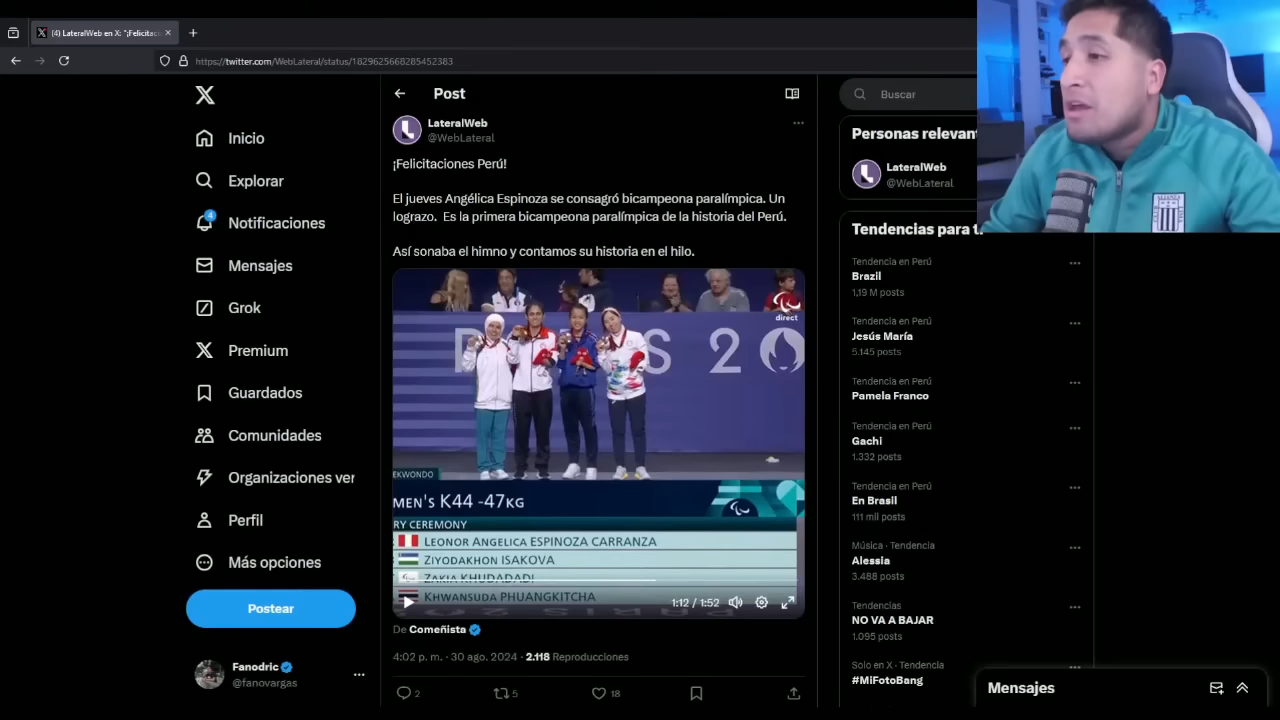 (4) LateralWeb en X: "¡Felicitaci
https://twitter.com/WebLateral/status/1829625668285452383
Inicio
Explorar
4
Notificaciones
Mensajes
Grok
Premium
Guardados
Comunidades
Organizaciones ver
Perfil
Más opciones
Postear
Fanodric
@fanovargas
Post
LateralWeb
@WebLateral
¡Felicitaciones Perú!
El jueves Angélica Espinoza se consagró bicampeona paralímpica. Un
lograzo. Es la primera bicampeona paralímpica de la historia del Perú.
Así sonaba el himno y contamos su historia en el hilo.
direct
EKWONDO
MEN'S K44 -47KG
RY CEREMONY
LEONOR ANGELICA ESPINOZA CARRANZA
ZIYODAKHON ISAKOVA
ZAKIA KHUDADADI
KHWANSUDA PHUANGKITCHA
1:12 / 1:52
De Comeñista
4:02 p. m. · 30 ago. 2024 · 2.118 Reproducciones
2
5
18
Buscar
Personas relevan
LateralWeb
@WebLateral
Tendencias para t
Tendencia en Perú
Brazil
1,19 M posts
Tendencia en Perú
Jesús María
5.145 posts
Tendencia en Perú
Pamela Franco
Tendencia en Perú
Gachi
1.332 posts
Tendencia en Perú
En Brasil
111 mil posts
Música · Tendencia
Alessia
3.488 posts
Tendencias
NO VA A BAJAR
1.095 posts
Solo en X · Tendencia
#MiFotoBang
Mensajes